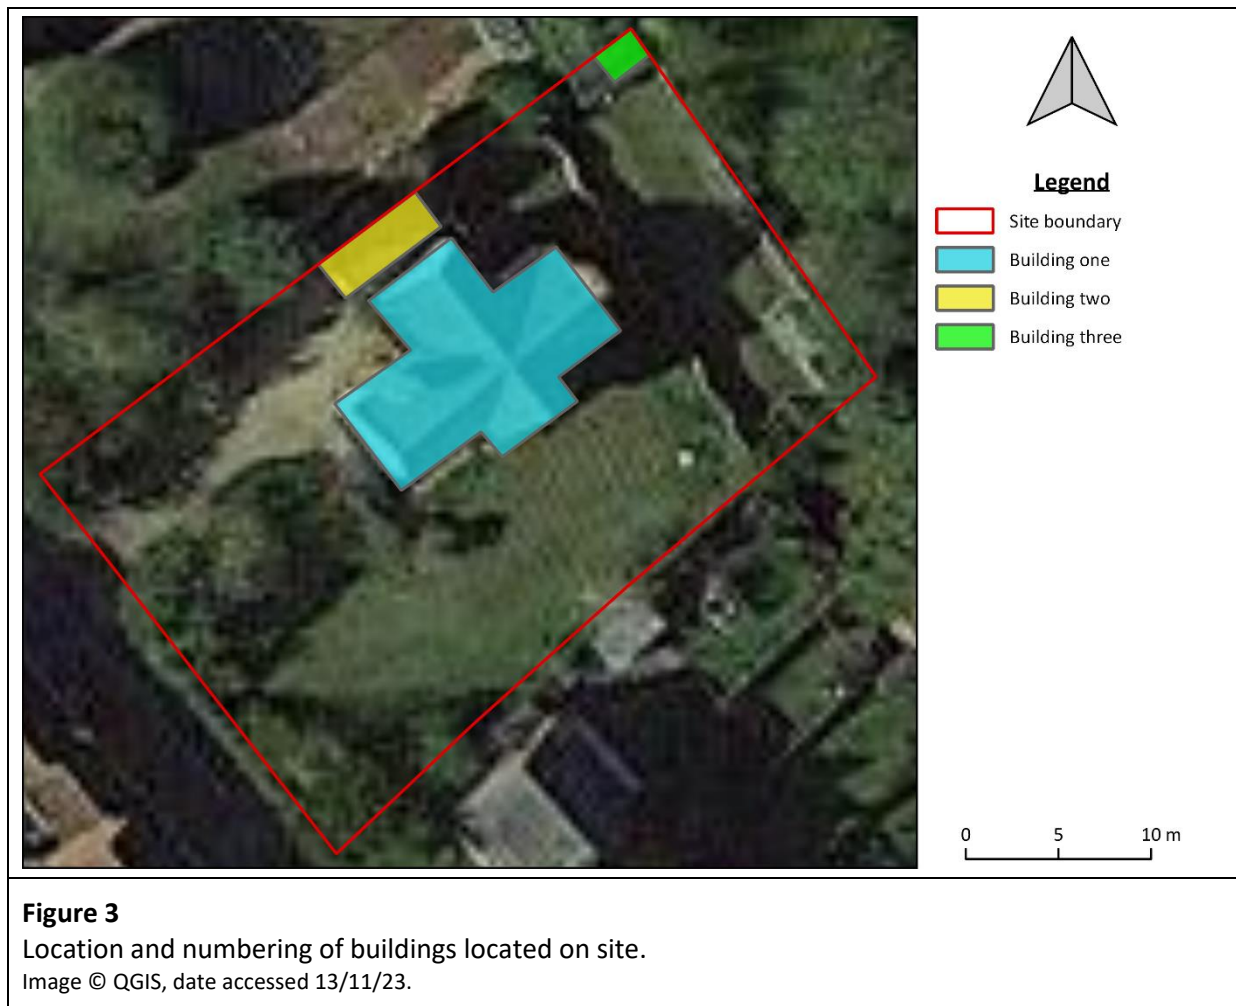 Legend
Site boundary
Building one
Building two
Building three
0 5 10 m
Figure 3
Location and numbering of buildings located on site.
Image © QGIS, date accessed 13/11/23.